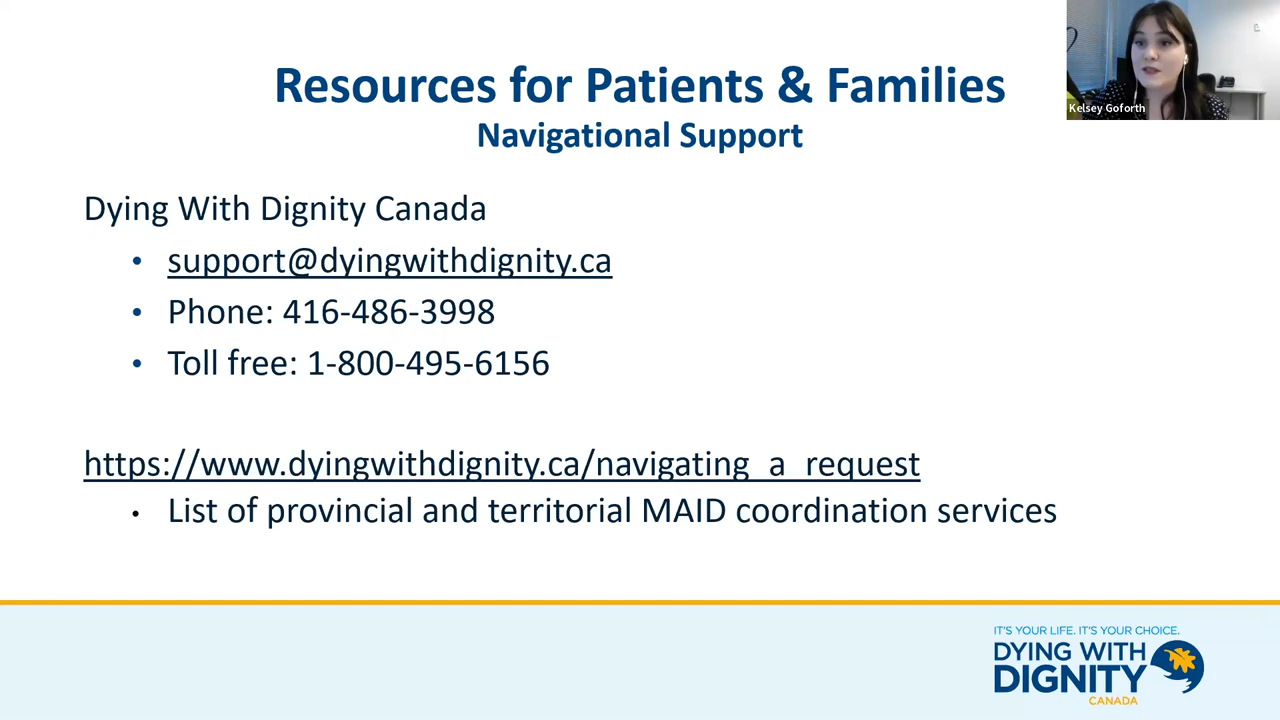 Resources for Patients & Families
Navigational Support
Kelsey Goforth
Dying With Dignity Canada
• support@dyingwithdignity.ca
• Phone: 416-486-3998
• Toll free: 1-800-495-6156
https://www.dyingwithdignity.ca/navigating_a_request
• List of provincial and territorial MAID coordination services
IT'S YOUR LIFE. IT'S YOUR CHOICE.
DYING WITH
DIGNITY
CANADA